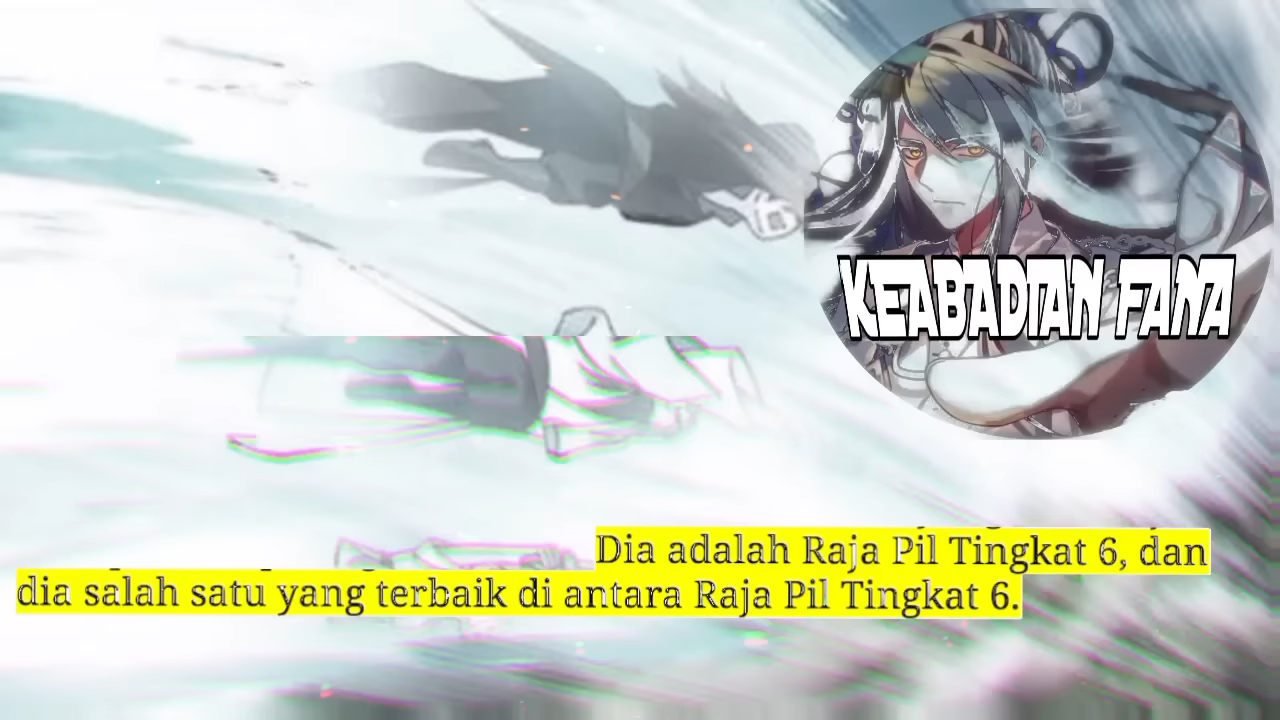 KEABADIAN FANA
Dia adalah Raja Pil Tingkat 6, dan
dia salah satu yang terbaik di antara Raja Pil Tingkat 6.